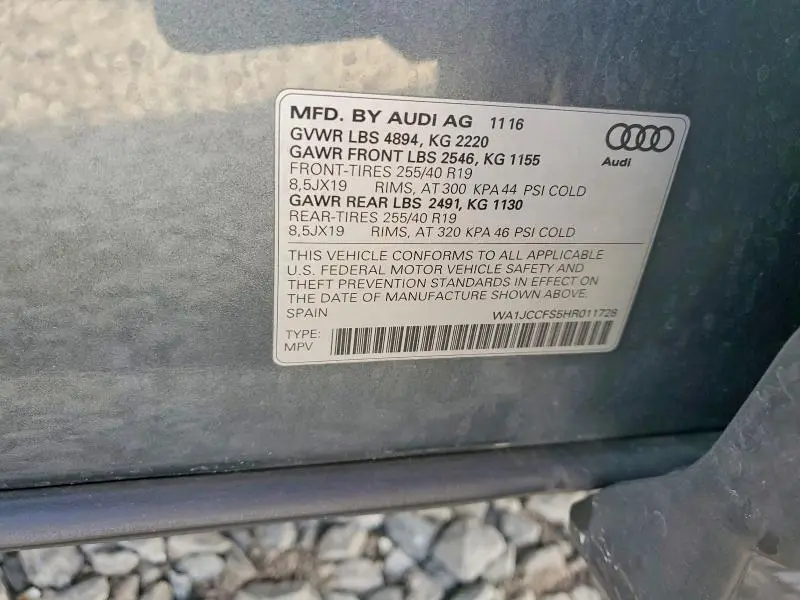 MFD. BY AUDI AG 11 16
GVWR LBS 4894, KG 2220
GAWR FRONT LBS 2546, KG 1155
FRONT-TIRES 255/40 R19
8,5JX19 RIMS, AT 300 KPA 44 PSI COLD
GAWR REAR LBS 2491, KG 1130
REAR-TIRES 255/40 R19
8,5JX19 RIMS, AT 320 KPA 46 PSI COLD
Audi
THIS VEHICLE CONFORMS TO ALL APPLICABLE
U.S. FEDERAL MOTOR VEHICLE SAFETY AND
THEFT PREVENTION STANDARDS IN EFFECT ON
THE DATE OF MANUFACTURE SHOWN ABOVE.
SPAIN WA1JCCFS5HR011728
TYPE:
MPV